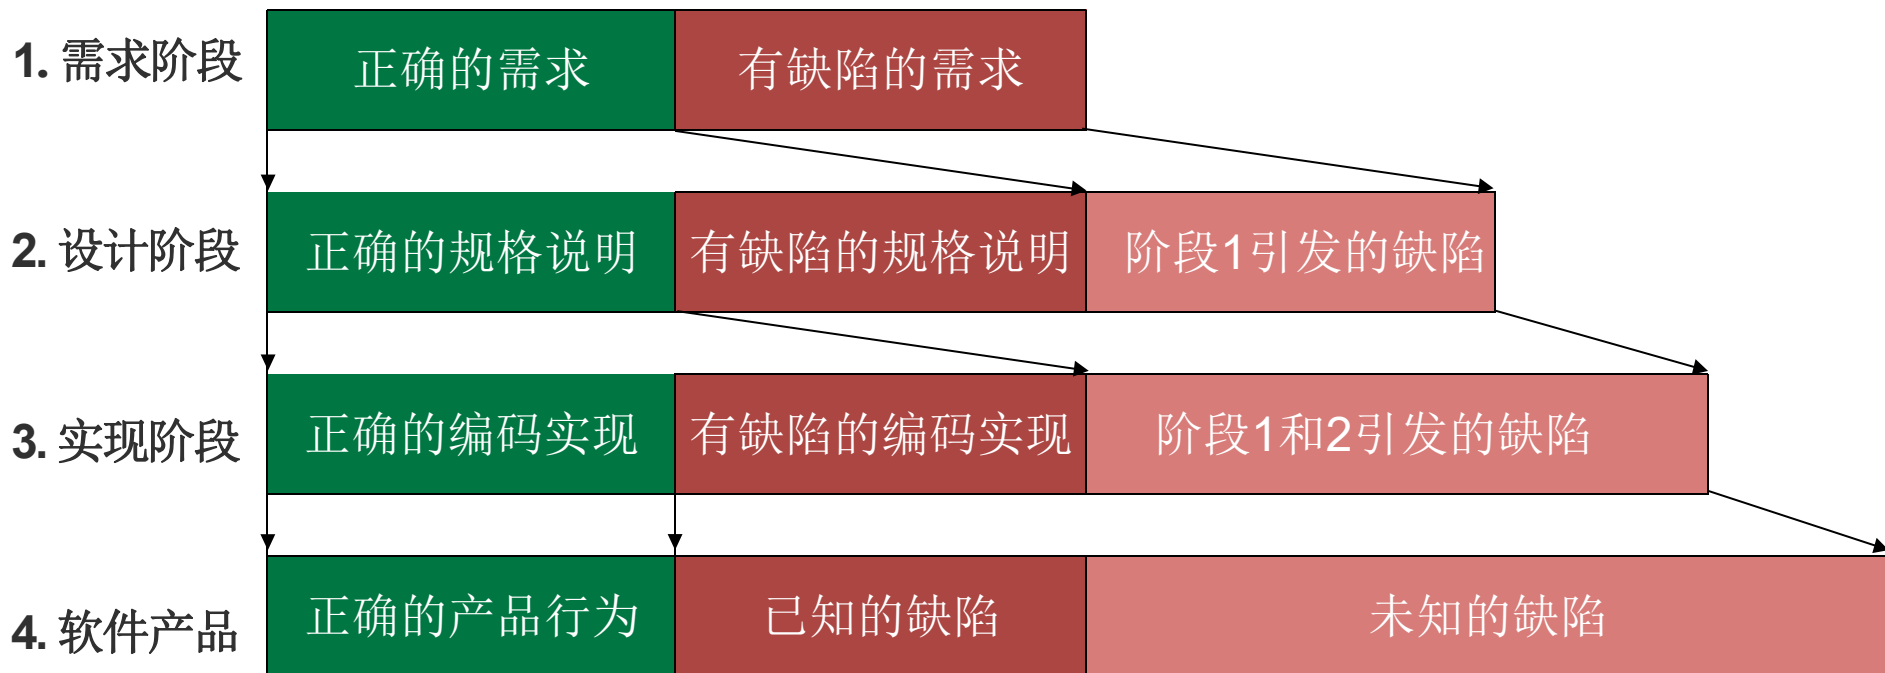 1. 需求阶段
正确的需求
有缺陷的需求
2. 设计阶段
正确的规格说明
有缺陷的规格说明
阶段1引发的缺陷
3. 实现阶段
正确的编码实现
有缺陷的编码实现
阶段1和2引发的缺陷
4. 软件产品
正确的产品行为
已知的缺陷
未知的缺陷